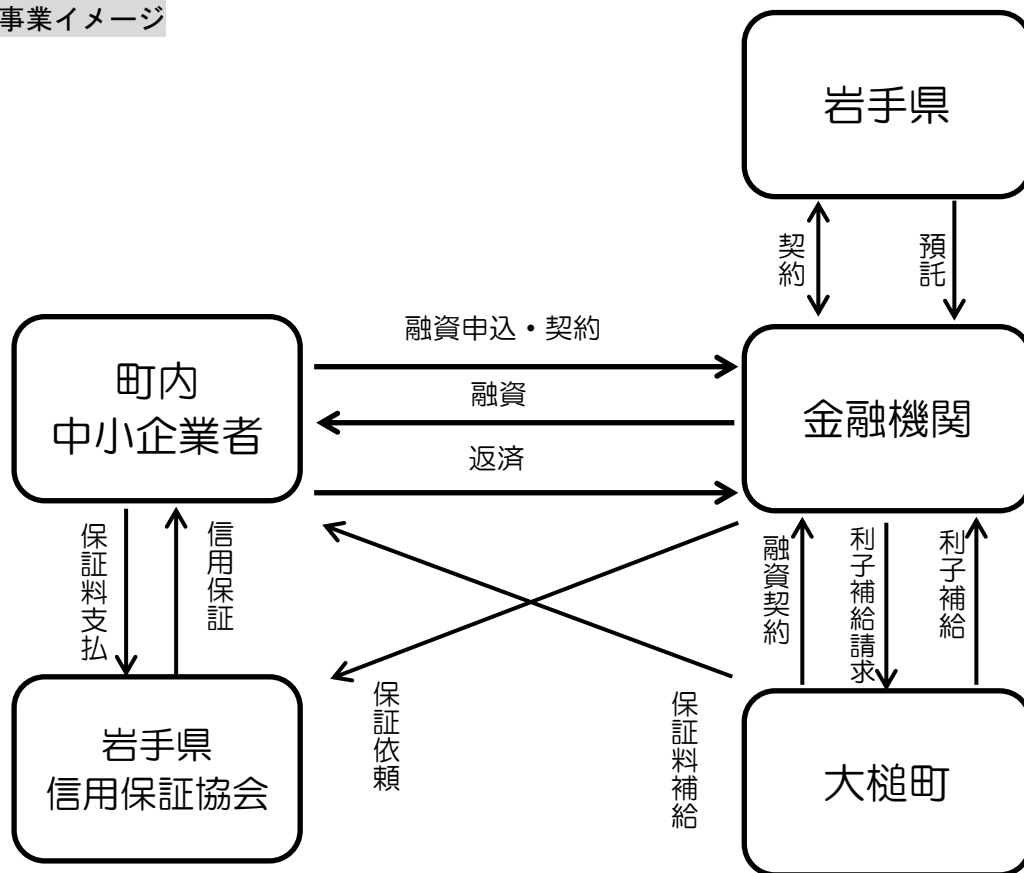 事業イメージ
岩手県
契約
預託
融資申込・契約
町内
中小企業者
融資
金融機関
返済
保証料支払
信用保証
融資契約
利子補給請求
利子補給
岩手県
信用保証協会
保証依頼
保証料補給
大槌町